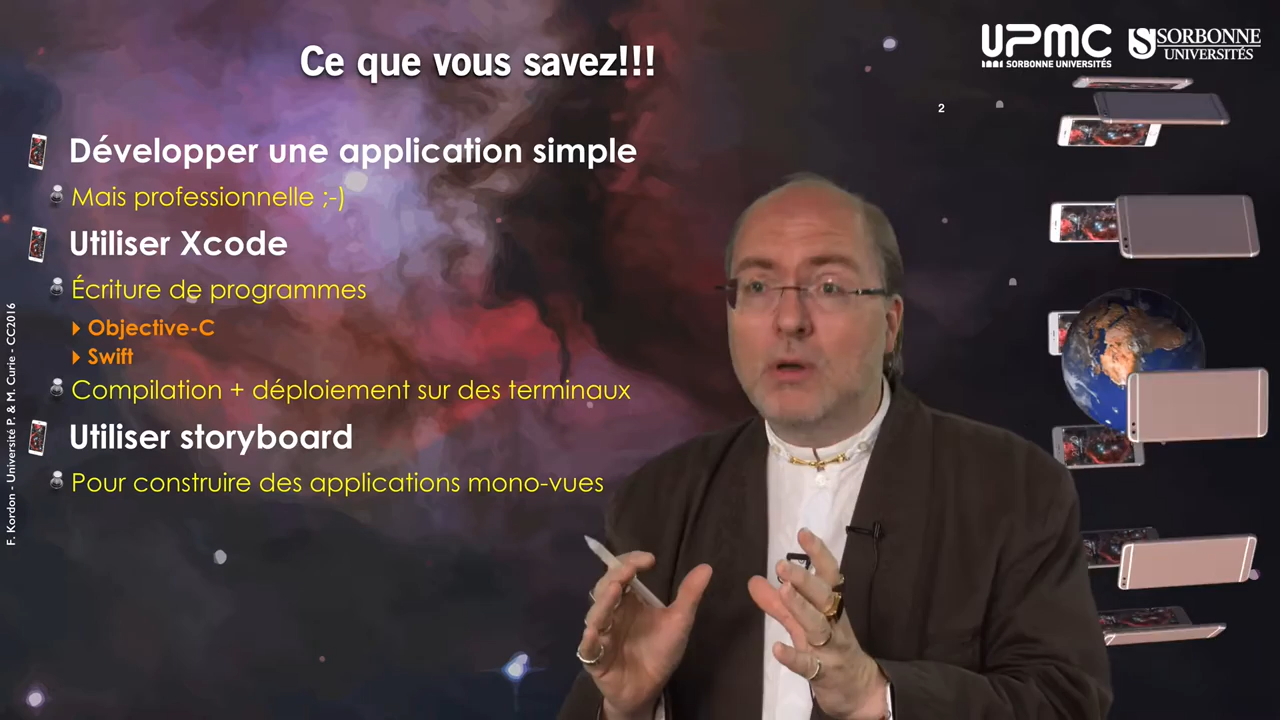 Ce que vous savez!!!
UPMC
SORBONNE UNIVERSITÉS
SORBONNE
UNIVERSITÉS
2
Développer une application simple
Mais professionnelle ;-)
Utiliser Xcode
Écriture de programmes
Objective-C
Swift
Compilation + déploiement sur des terminaux
Utiliser storyboard
Pour construire des applications mono-vues
F. Kordon - Université P. & M. Curie - CC2016